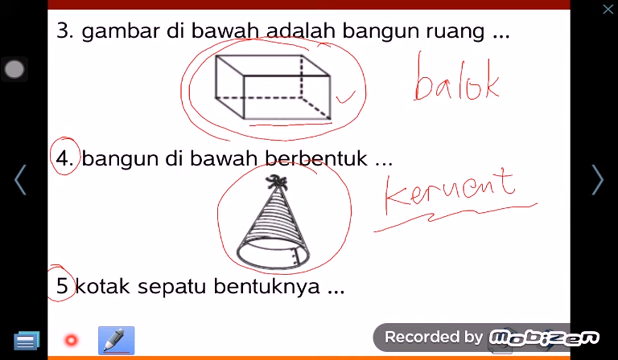 3. gambar di bawah adalah bangun ruang ...
balok
4. bangun di bawah berbentuk ...
kerucut
5 kotak sepatu bentuknya ...
Recorded by
mobizen